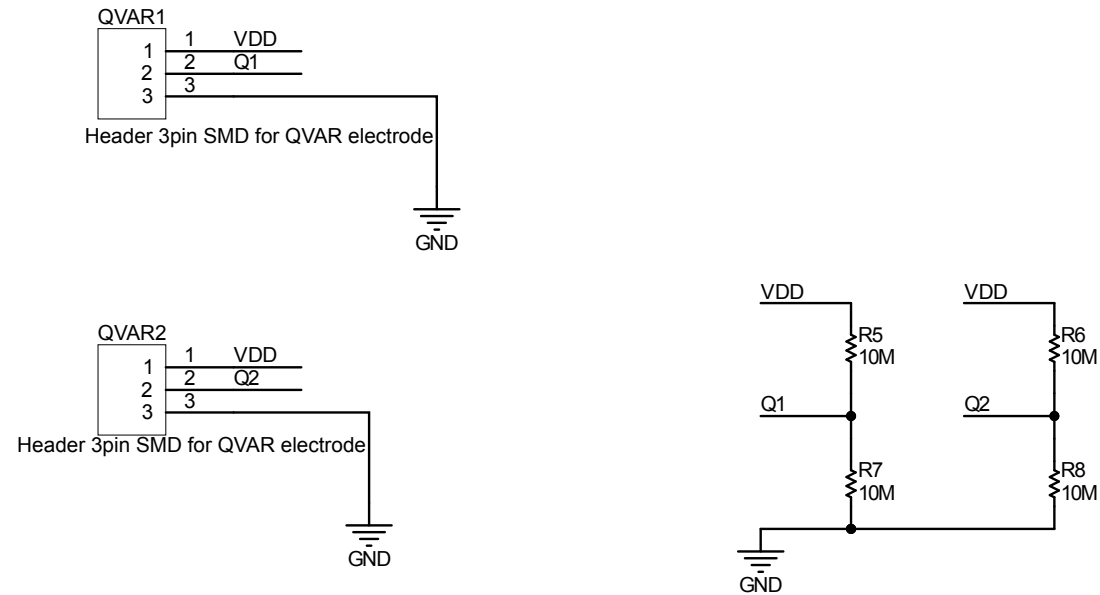 QVAR1
1 1 VDD
2 2 Q1
3 3
Header 3pin SMD for QVAR electrode
GND
QVAR2
1 1 VDD
2 2 Q2
3 3
Header 3pin SMD for QVAR electrode
GND
VDD VDD
R5 R6
10M 10M
Q1 Q2
R7 R8
10M 10M
GND